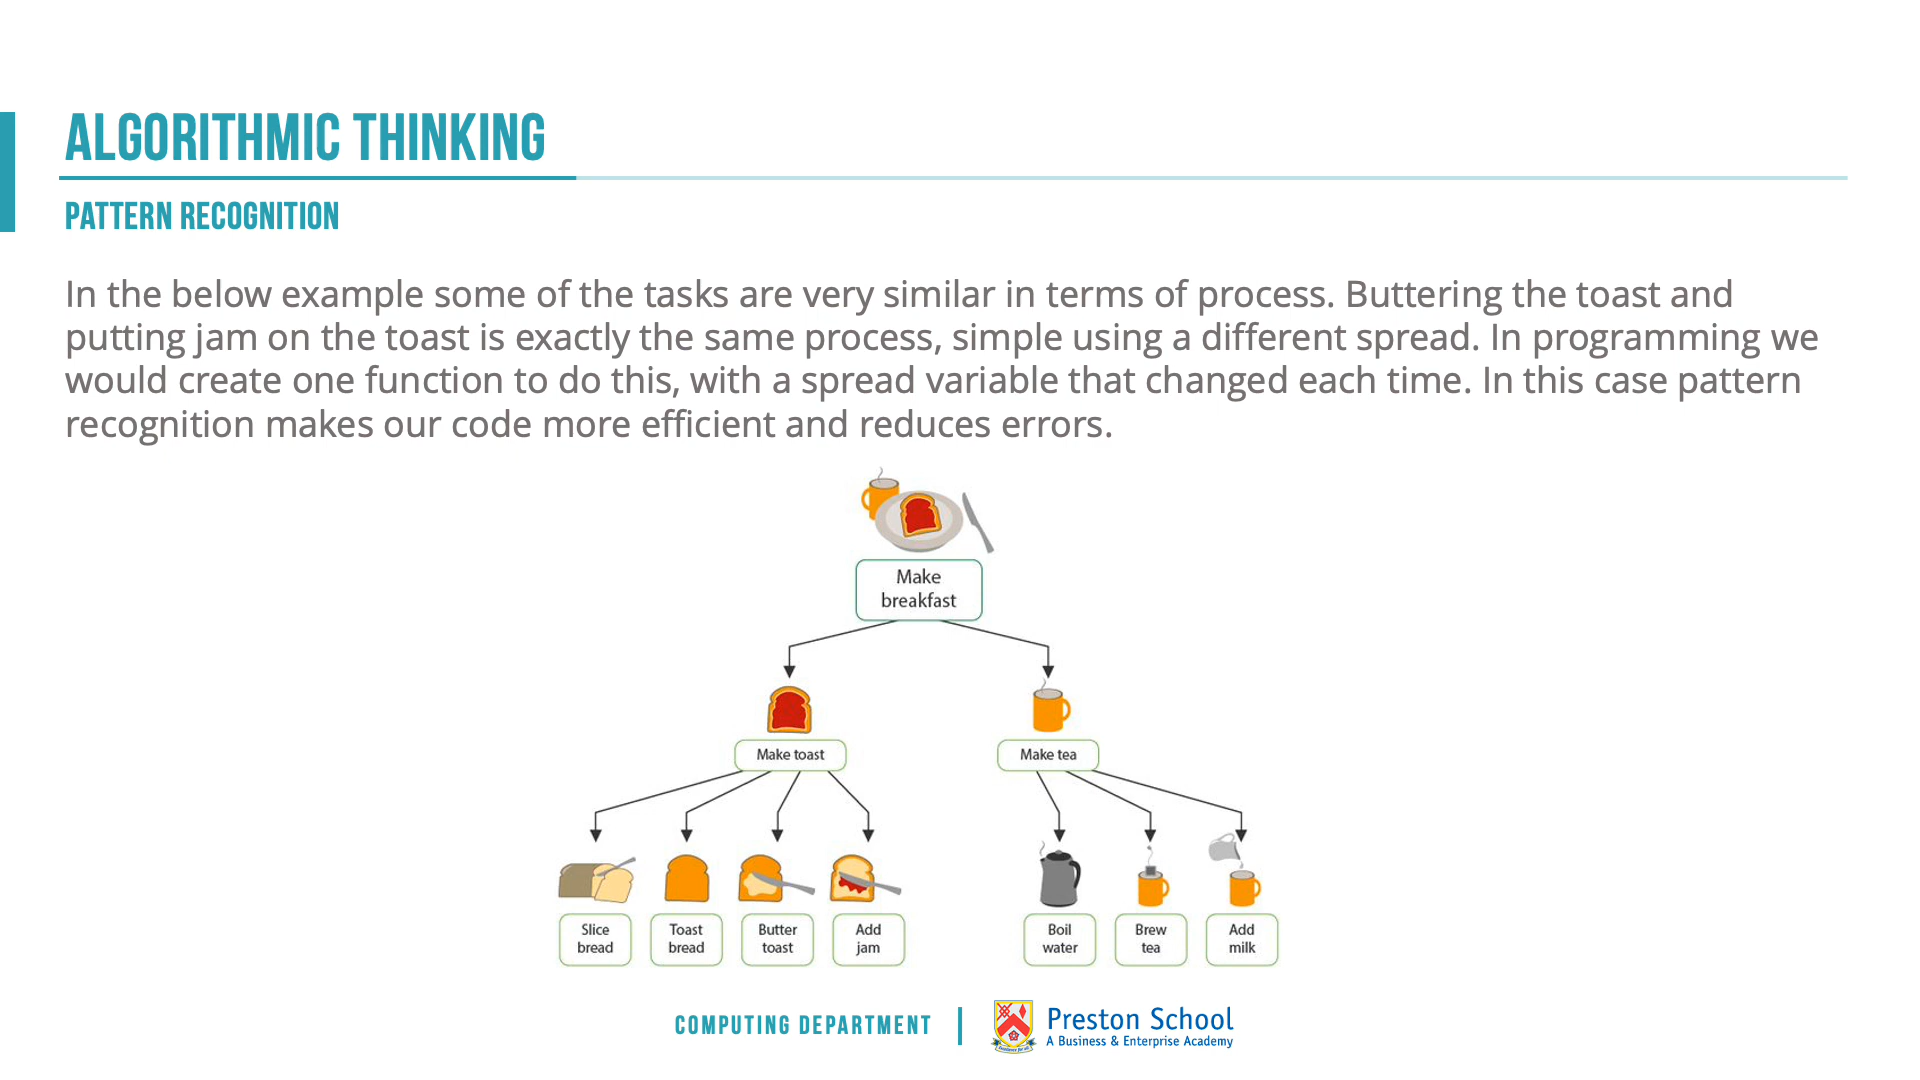 ALGORITHMIC THINKING
PATTERN RECOGNITION
In the below example some of the tasks are very similar in terms of process. Buttering the toast and
putting jam on the toast is exactly the same process, simple using a different spread. In programming we
would create one function to do this, with a spread variable that changed each time. In this case pattern
recognition makes our code more efficient and reduces errors.
Make
breakfast
Make toast
Make tea
Slice
bread
Toast
bread
Butter
toast
Add
jam
Boil
water
Brew
tea
Add
milk
COMPUTING DEPARTMENT
Preston School
A Business & Enterprise Academy